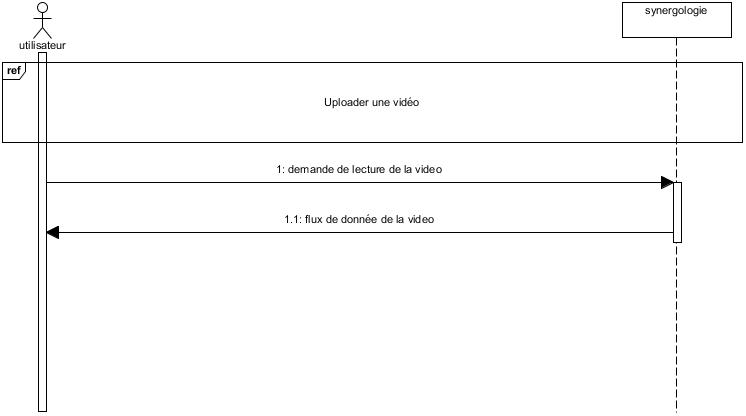 synergologie
utilisateur
ref
Uploader une vidéo
1: demande de lecture de la video
1.1: flux de donnée de la video